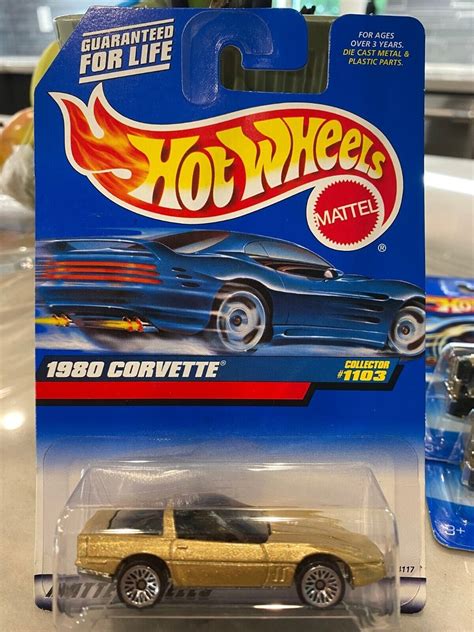 GUARANTEED
FOR LIFE
FOR AGES
OVER 3 YEARS.
DIE CAST METAL &
PLASTIC PARTS.
HOT WHEELS
MATTEL
®
1980 CORVETTE®
COLLECTOR
#1103
3+